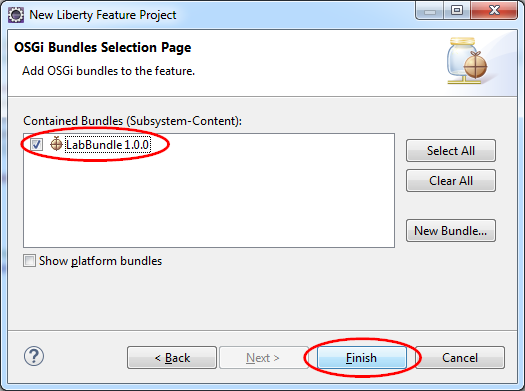 New Liberty Feature Project
OSGi Bundles Selection Page
Add OSGi bundles to the feature.
Contained Bundles (Subsystem-Content):
LabBundle 1.0.0
Select All
Clear All
New Bundle...
Show platform bundles
?
< Back
Next >
Finish
Cancel